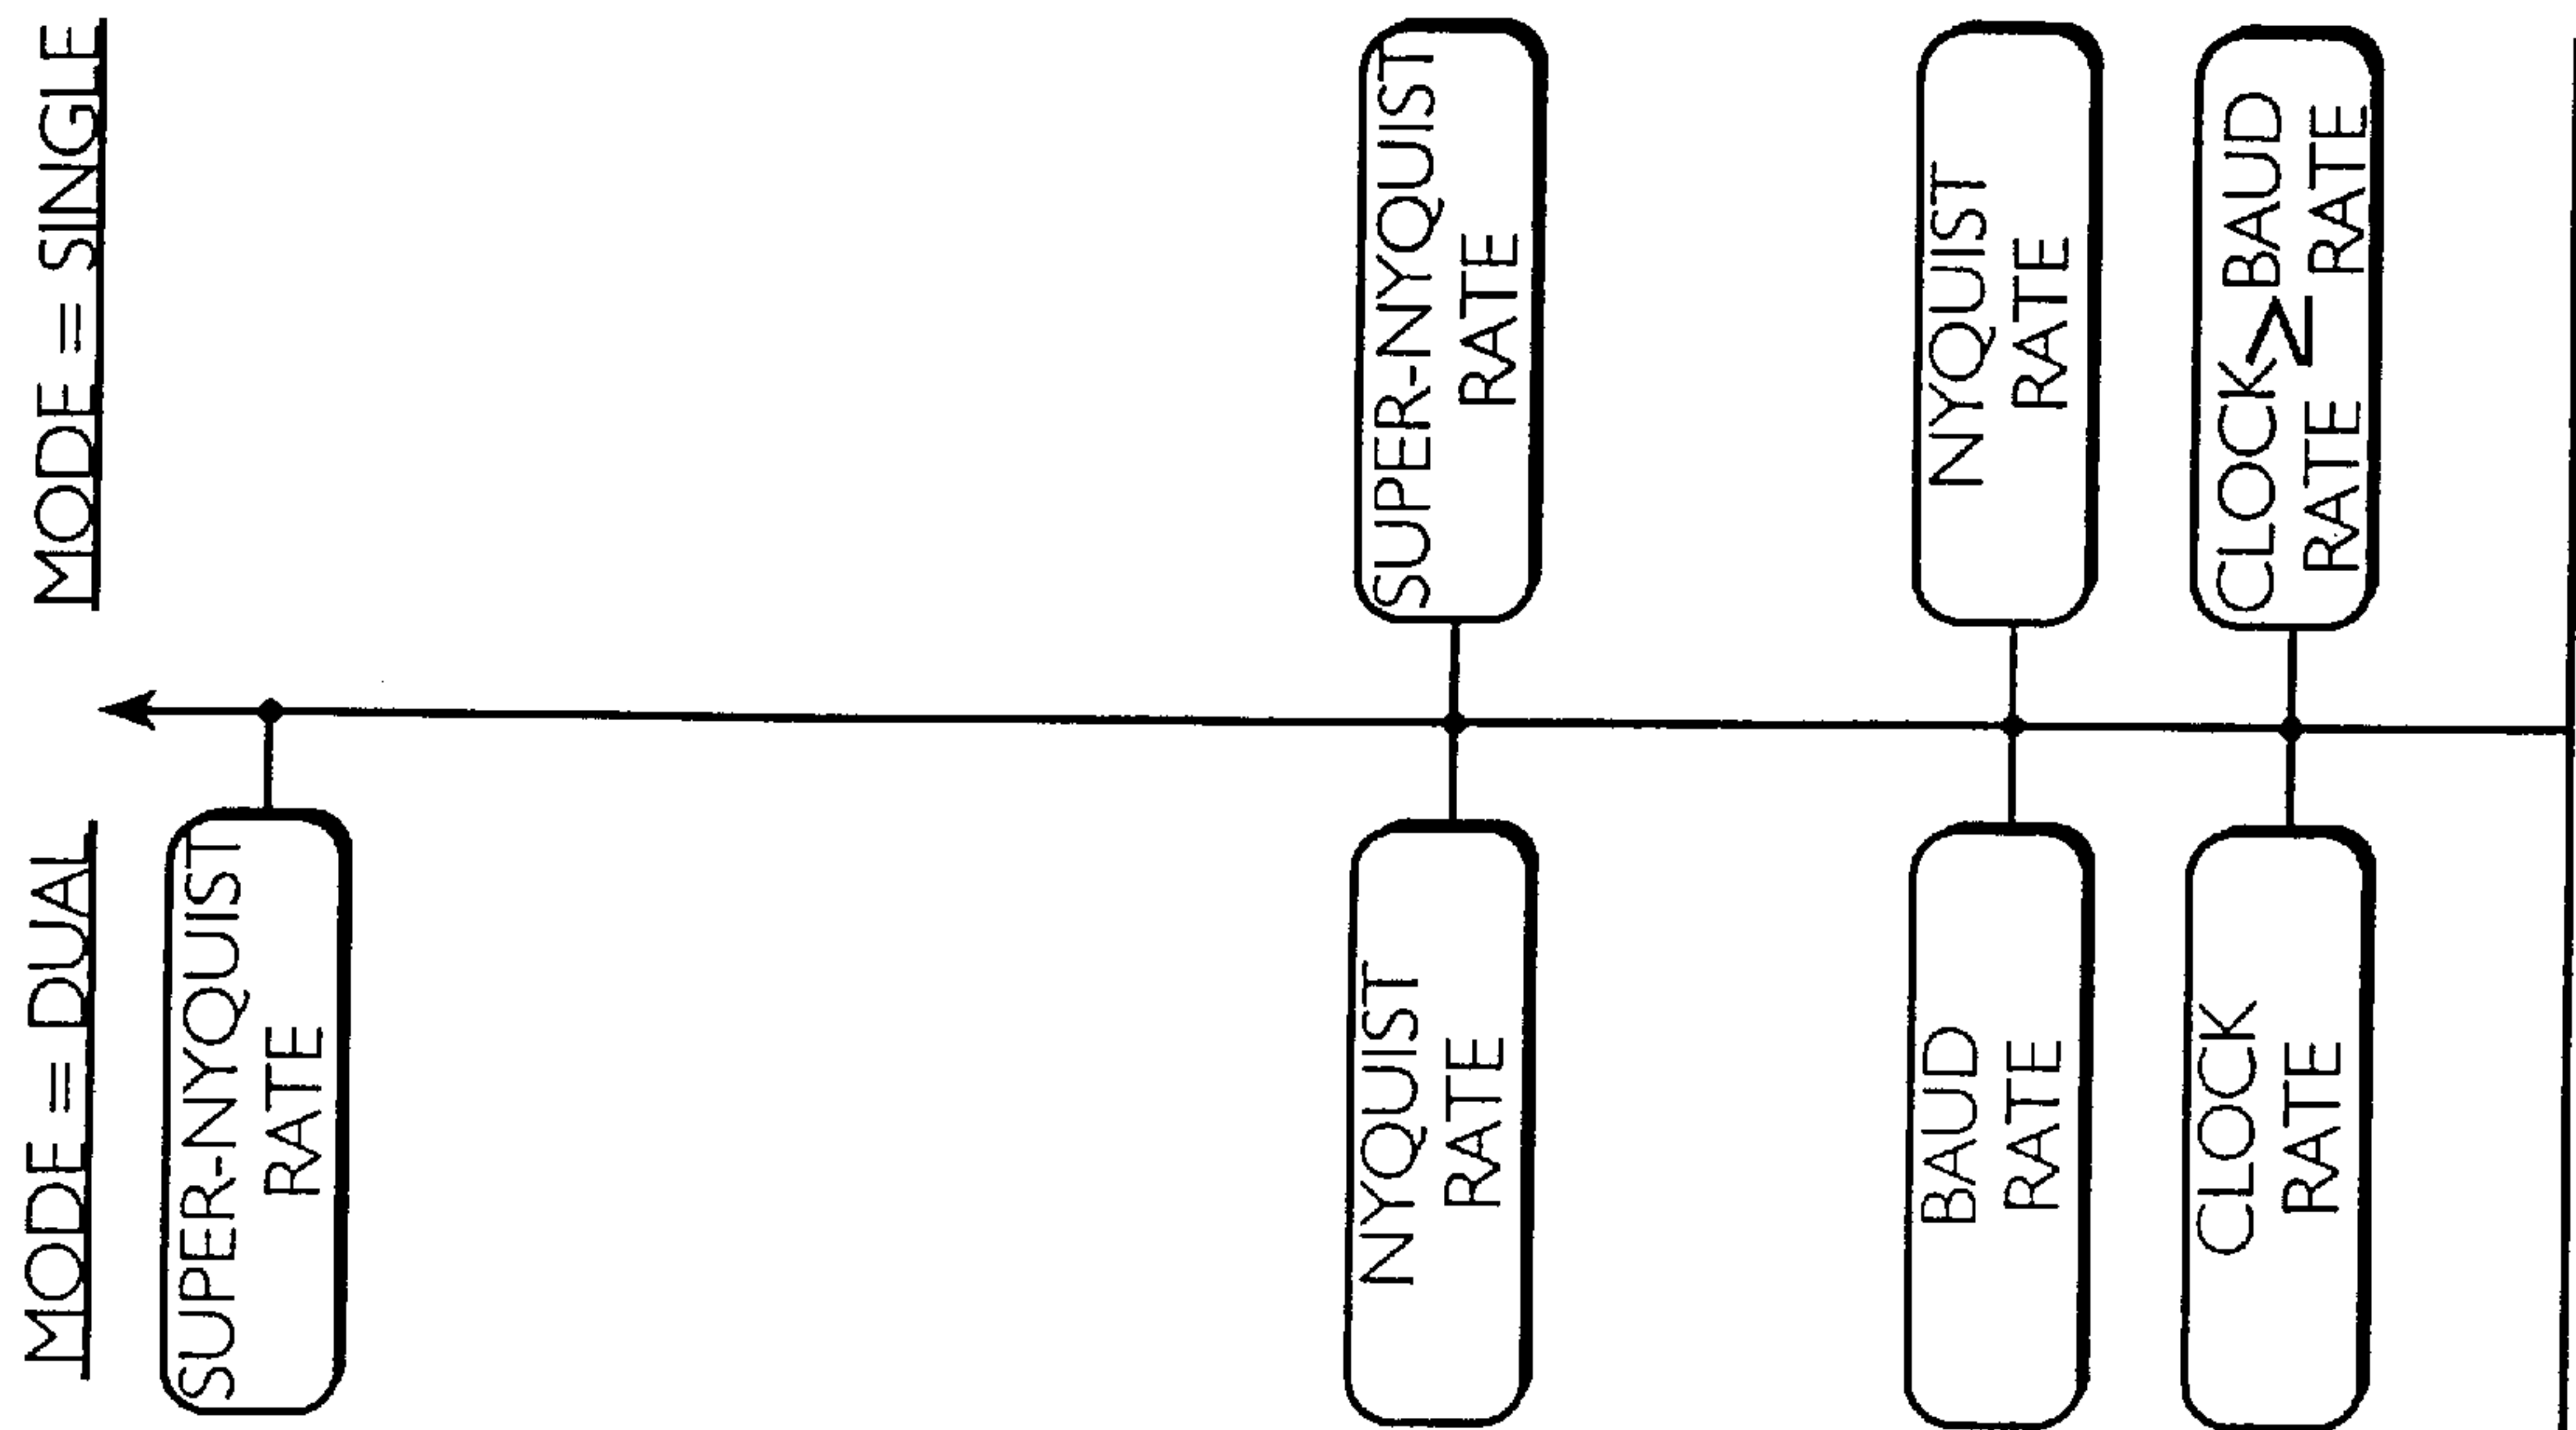 MODE = DUAL
MODE = SINGLE
SUPER-NYQUIST
RATE
NYQUIST
RATE
SUPER-NYQUIST
RATE
BAUD
RATE
NYQUIST
RATE
CLOCK
RATE
CLOCK ≥ BAUD
RATE RATE